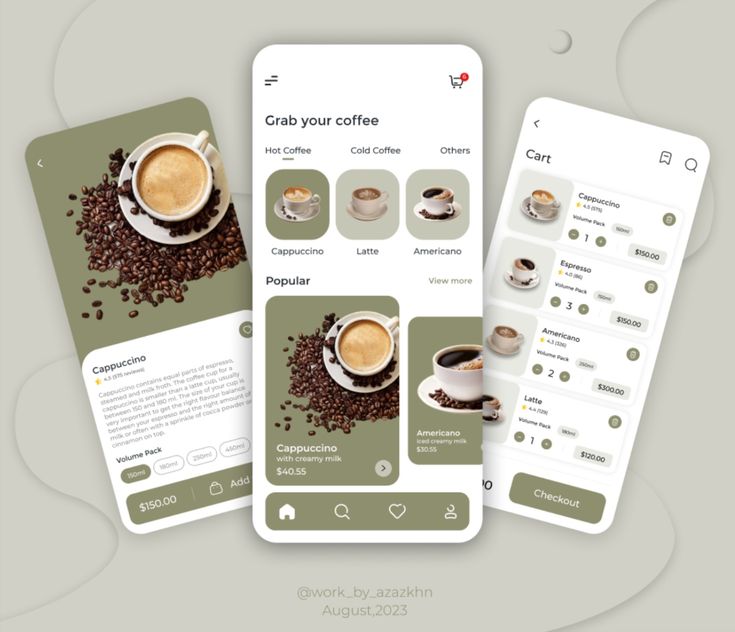 Cappuccino
4.5 (375 reviews)
Cappuccino contains equal parts of espresso,
steamed and milk froth. The coffee cup for a
cappuccino is smaller than a latte cup, usually
between 150 and 180 ml. The size of your cup is
very important to get the right flavour balance
between your espresso and the right amount of
milk or often with a sprinkle of cocca powder or
cinnamon on top.
Volume Pack
150ml 180ml 250ml 450ml
$150.00 Add
6
Grab your coffee
Hot Coffee Cold Coffee Others
Cappuccino Latte Americano
Popular View more
Cappuccino
with creamy milk
$40.55
Americano
iced creamy milk
$30.55
Cart
Cappuccino
4.5 (375)
Volume Pack 150ml
1 $150.00
Espresso
4.0 (86)
Volume Pack 150ml
3 $150.00
Americano
4.3 (326)
Volume Pack 250ml
2 $300.00
Latte
4.4 (129)
Volume Pack 180ml
1 $120.00
Checkout
@work_by_azazkhn
August,2023